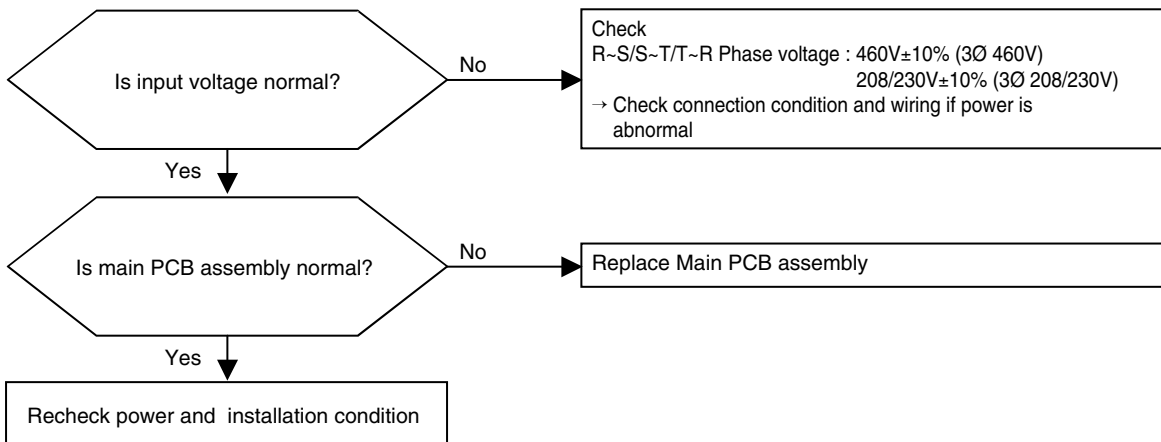 Is input voltage normal?
No
Check
R~S/S~T/T~R Phase voltage : 460V±10% (3Ø 460V)
208/230V±10% (3Ø 208/230V)
→ Check connection condition and wiring if power is
abnormal
Yes
Is main PCB assembly normal?
No
Replace Main PCB assembly
Yes
Recheck power and installation condition